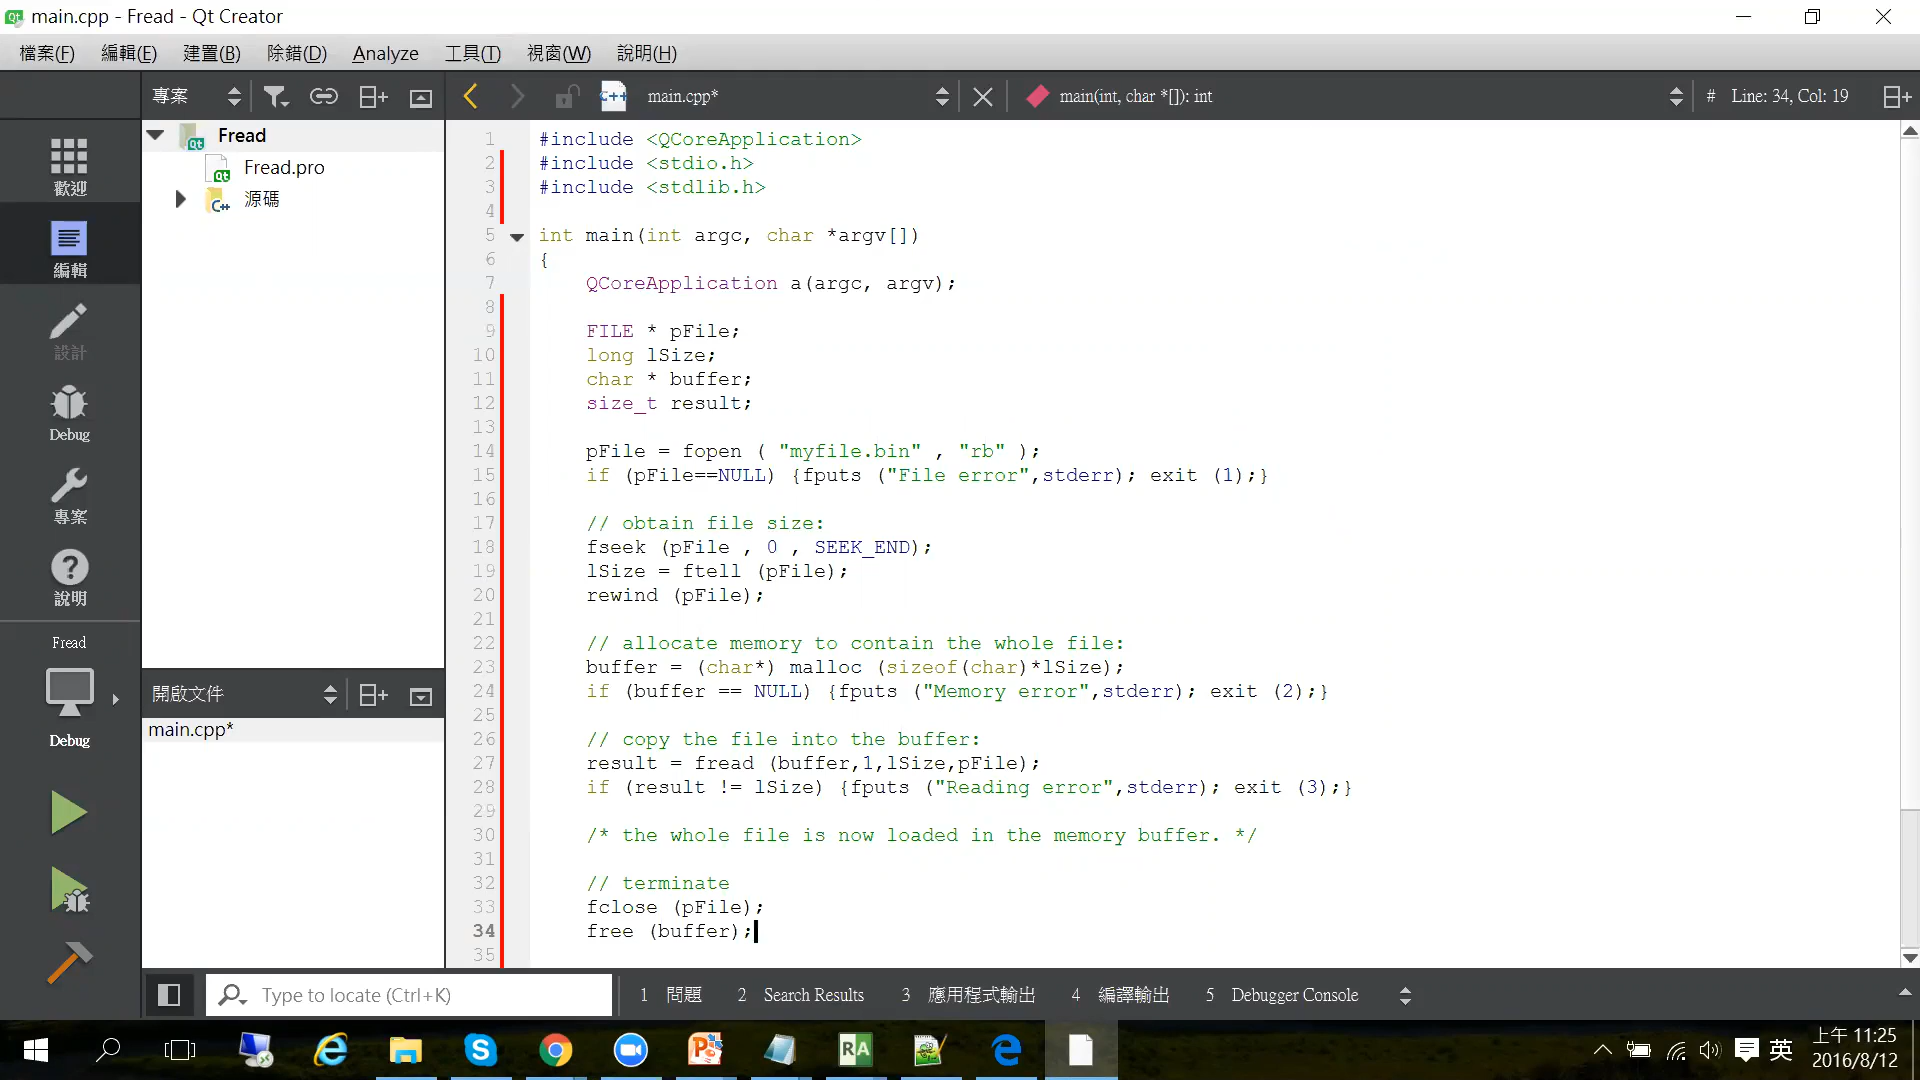 main.cpp - Fread - Qt Creator
檔案(F) 編輯(E) 建置(B) 除錯(D) Analyze 工具(T) 視窗(W) 說明(H)
專案 main.cpp* main(int, char *[]): int # Line: 34, Col: 19
歡迎
編輯
設計
Debug
專案
說明
Fread
Debug
Fread
Fread.pro
源碼
開啟文件
main.cpp*
1 #include <QCoreApplication>
2 #include <stdio.h>
3 #include <stdlib.h>
4
5 int main(int argc, char *argv[])
6 {
7 QCoreApplication a(argc, argv);
8
9 FILE * pFile;
10 long lSize;
11 char * buffer;
12 size_t result;
13
14 pFile = fopen ( "myfile.bin" , "rb" );
15 if (pFile==NULL) {fputs ("File error",stderr); exit (1);}
16
17 // obtain file size:
18 fseek (pFile , 0 , SEEK_END);
19 lSize = ftell (pFile);
20 rewind (pFile);
21
22 // allocate memory to contain the whole file:
23 buffer = (char*) malloc (sizeof(char)*lSize);
24 if (buffer == NULL) {fputs ("Memory error",stderr); exit (2);}
25
26 // copy the file into the buffer:
27 result = fread (buffer,1,lSize,pFile);
28 if (result != lSize) {fputs ("Reading error",stderr); exit (3);}
29
30 /* the whole file is now loaded in the memory buffer. */
31
32 // terminate
33 fclose (pFile);
34 free (buffer);
35
Type to locate (Ctrl+K) 1 問題 2 Search Results 3 應用程式輸出 4 編譯輸出 5 Debugger Console
RA 英 上午 11:25
2016/8/12